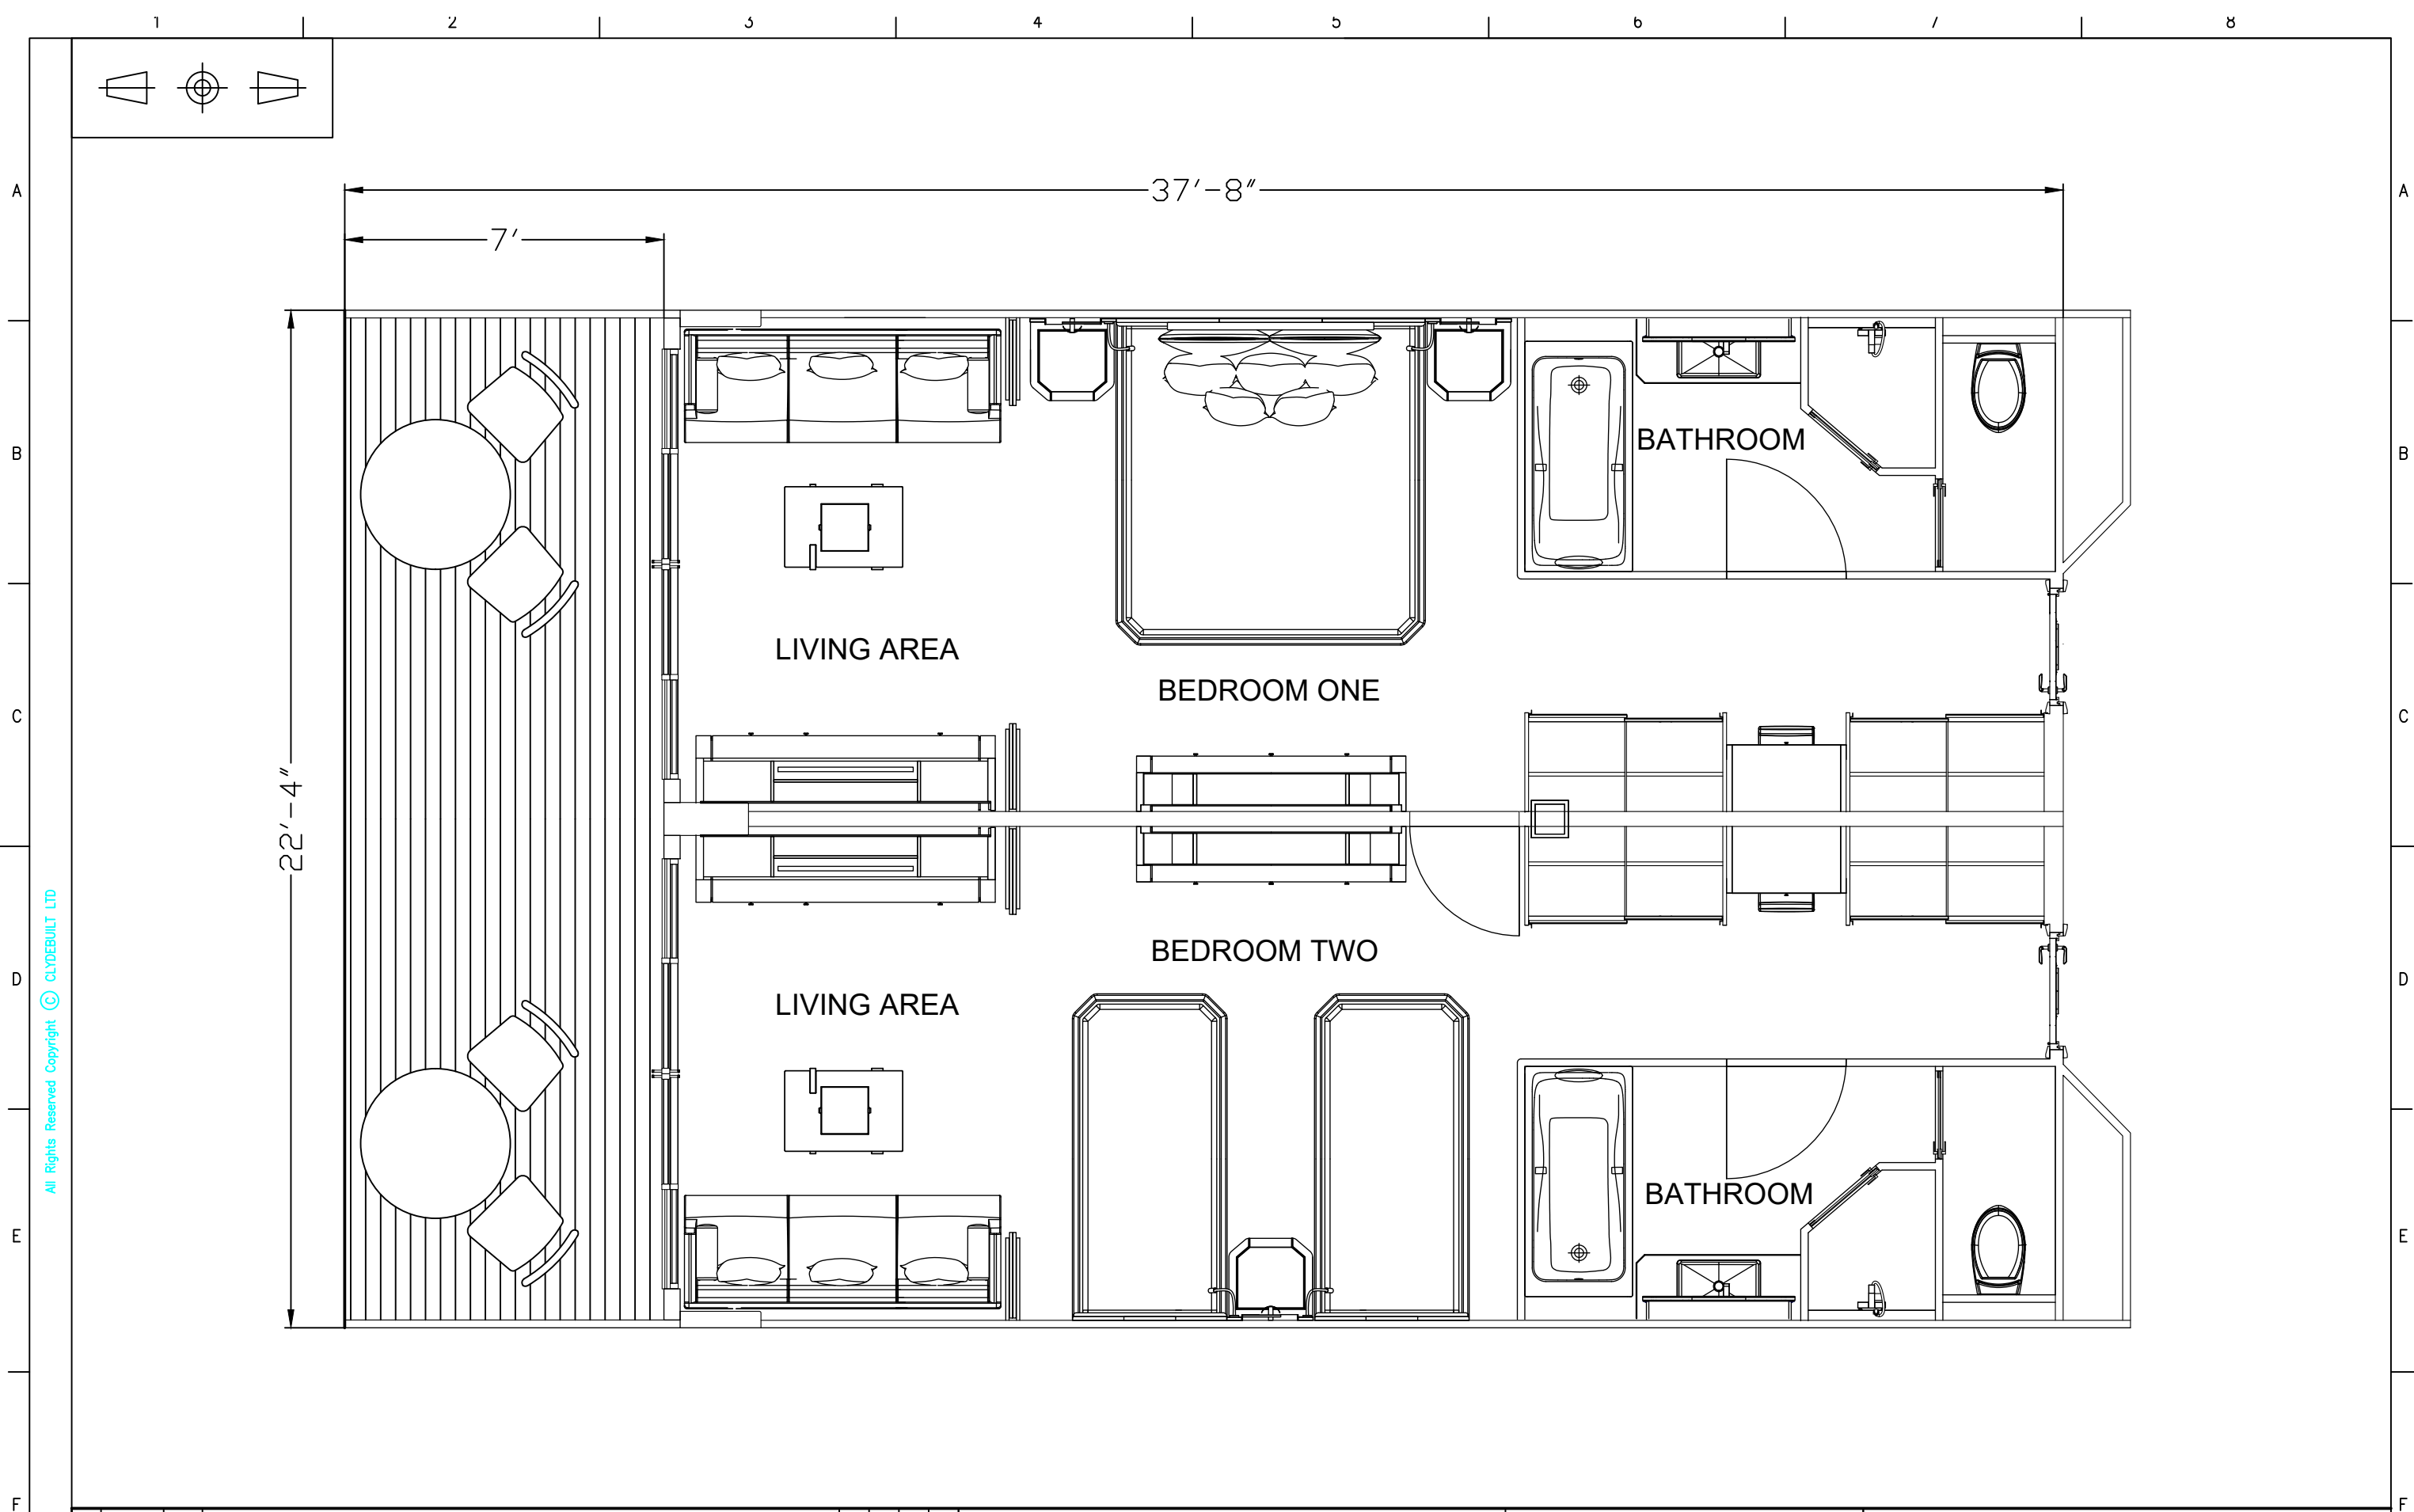 1 2 3 4 5 6 7 8
A A
37'-8"
7'
B B
BATHROOM
LIVING AREA
BEDROOM ONE
C C
22'-4"
BEDROOM TWO
D D
LIVING AREA
All Rights Reserved Copyright © CLYDEBUILT LTD
BATHROOM
E E
F F